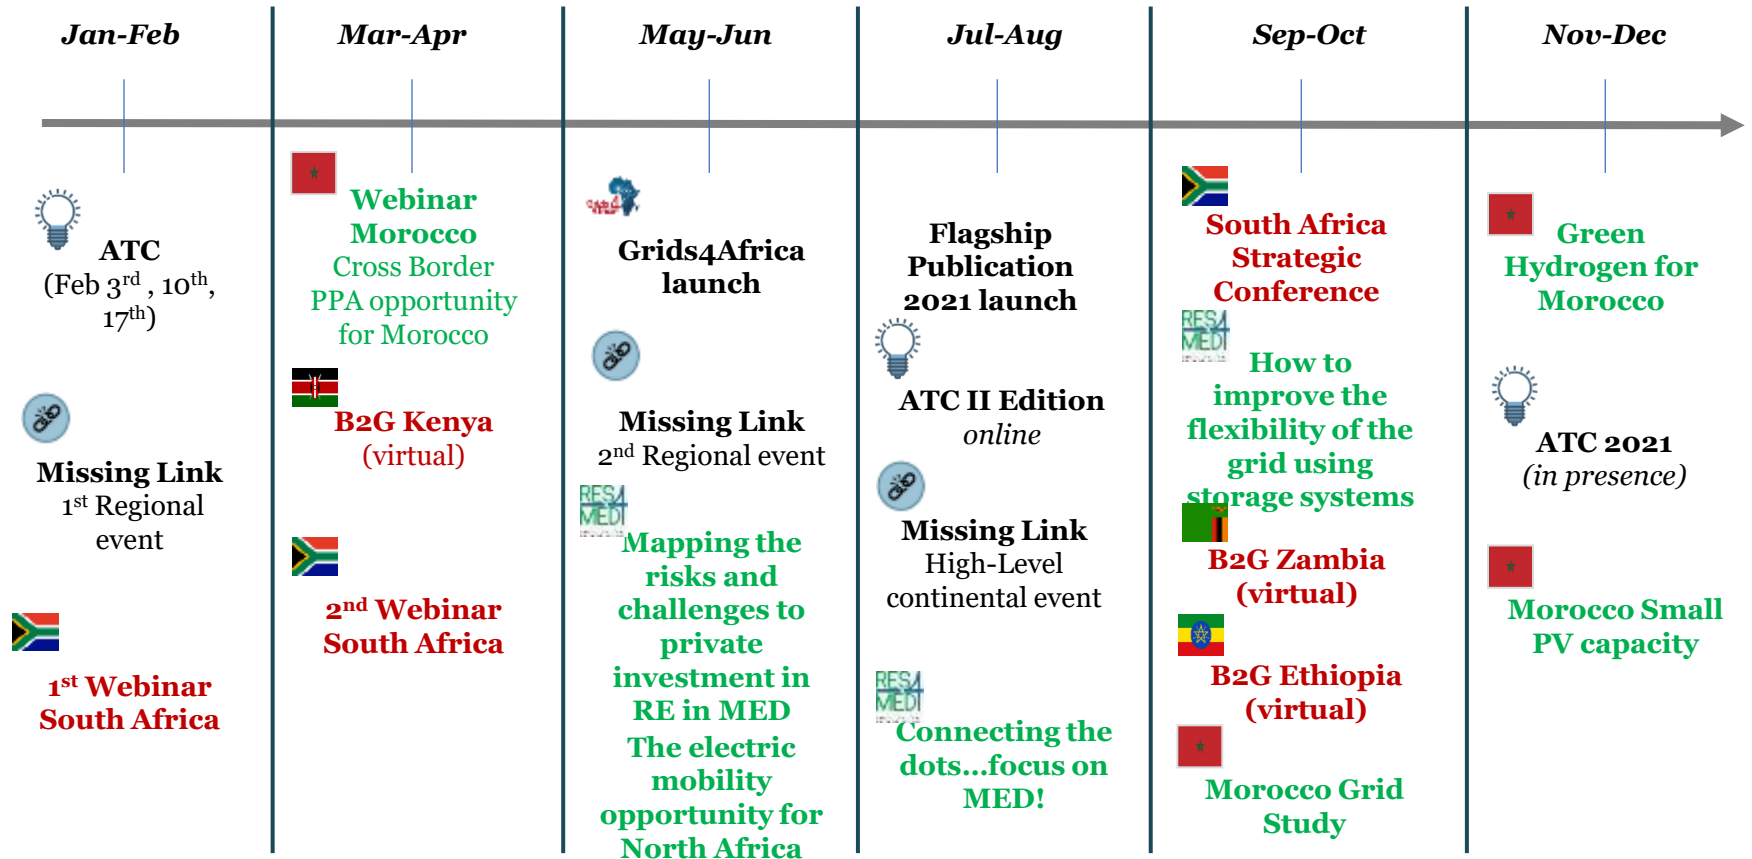 Jan-Feb
Mar-Apr
May-Jun
Jul-Aug
Sep-Oct
Nov-Dec
ATC
(Feb 3rd , 10th,
17th)
Missing Link
1st Regional
event
1st Webinar
South Africa
Webinar
Morocco
Cross Border
PPA opportunity
for Morocco
B2G Kenya
(virtual)
2nd Webinar
South Africa
Grids4Africa
launch
Missing Link
2nd Regional event
RES4
MED
Mapping the
risks and
challenges to
private
investment in
RE in MED
The electric
mobility
opportunity for
North Africa
Flagship
Publication
2021 launch
ATC II Edition
online
Missing Link
High-Level
continental event
RES4
MED
Connecting the
dots...focus on
MED!
South Africa
Strategic
Conference
RES4
MED
How to
improve the
flexibility of the
grid using
storage systems
B2G Zambia
(virtual)
B2G Ethiopia
(virtual)
Morocco Grid
Study
Green
Hydrogen for
Morocco
ATC 2021
(in presence)
Morocco Small
PV capacity